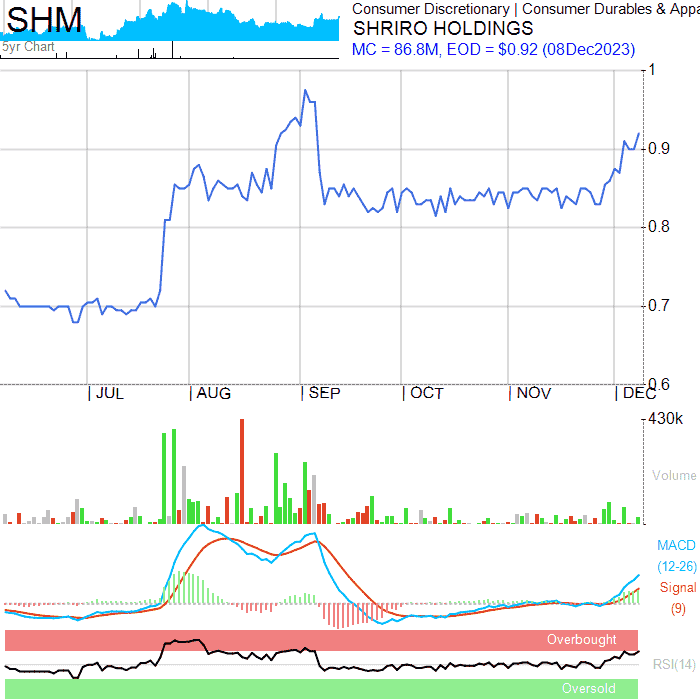 SHM
5yr Chart
Consumer Discretionary | Consumer Durables & Appa
SHRIRO HOLDINGS
MC = 86.8M, EOD = $0.92 (08Dec2023)
1
0.9
0.8
0.7
0.6
JUL AUG SEP OCT NOV DEC
430k
Volume
MACD
(12-26)
Signal
(9)
Overbought
RSI(14)
Oversold